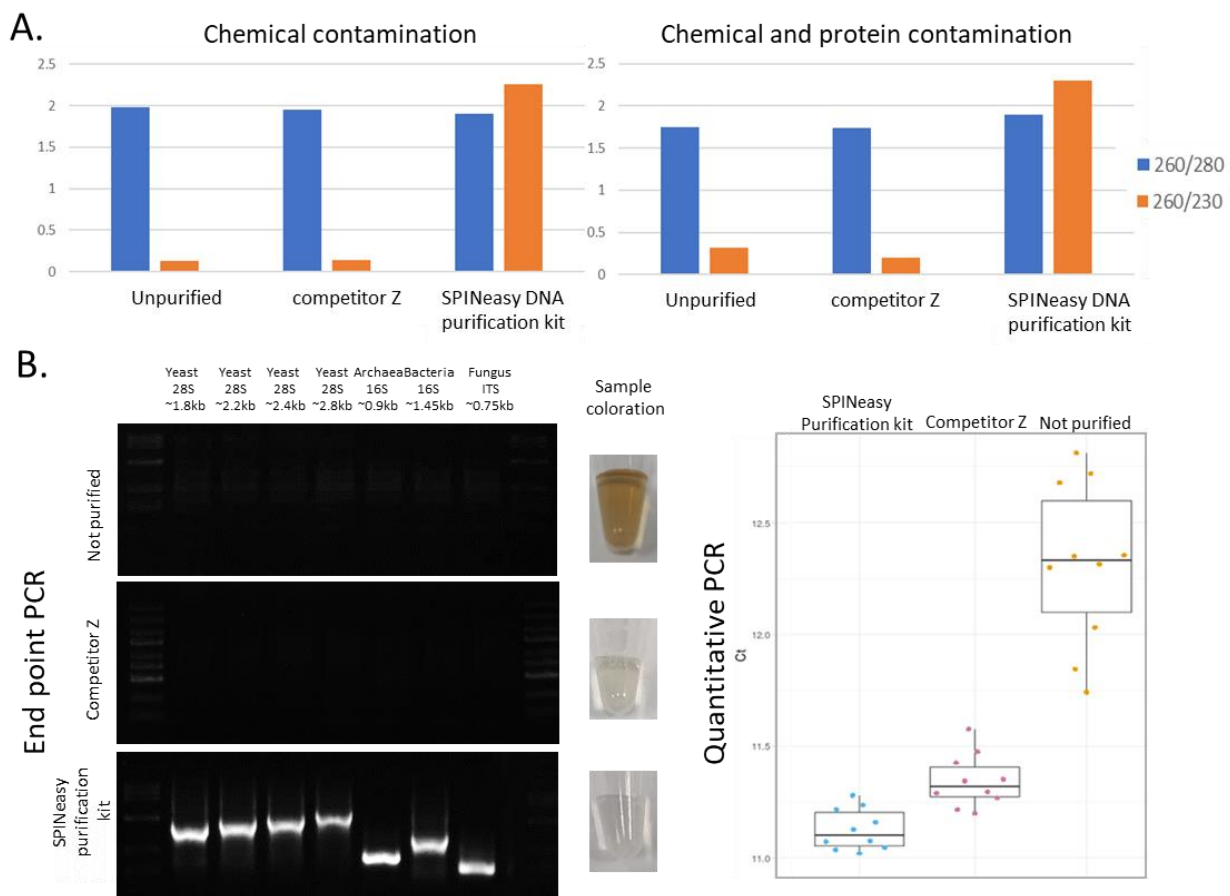 A.
Chemical contamination
2.5
2
1.5
1
0.5
0
Unpurified
competitor Z
SPINeasy DNA
purification kit
Chemical and protein contamination
2.5
2
1.5
1
0.5
0
Unpurified
competitor Z
SPINeasy DNA
purification kit
260/280
260/230
B.
End point PCR
Yeast
28S
~1.8kb
Yeast
28S
~2.2kb
Yeast
28S
~2.4kb
Yeast
28S
~2.8kb
Archaea
16S
~0.9kb
Bacteria
16S
~1.45kb
Fungus
ITS
~0.75kb
Not purified
Competitor Z
SPINeasy
purification
kit
Sample
coloration
Quantitative PCR
SPINeasy
Purification kit
Competitor Z
Not purified
Ct
12.5
12.0
11.5
11.0